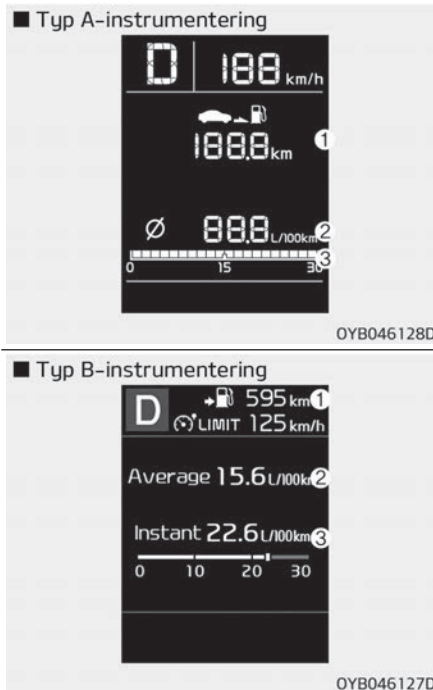 ■ Typ A-instrumentering
D 188 km/h
188.8 km ①
Ø 88.8 L/100km ②
③
0 15 30
OYB046128D
■ Typ B-instrumentering
D 595 km ①
LIMIT 125 km/h
Average 15.6 L/100km ②
Instant 22.6 L/100km ③
0 10 20 30
OYB046127D